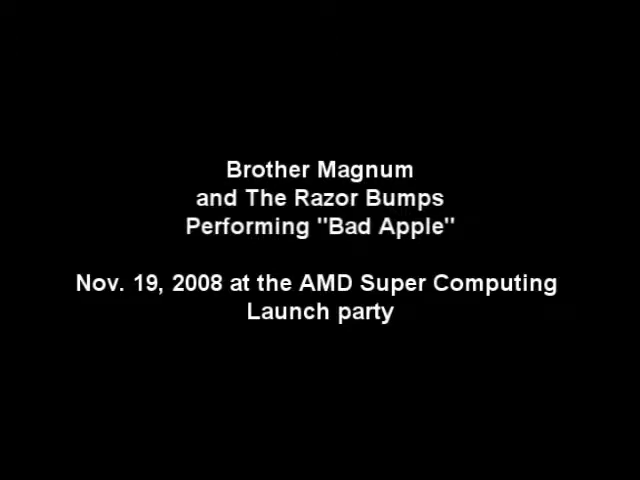 Brother Magnum
and The Razor Bumps
Performing "Bad Apple"
Nov. 19, 2008 at the AMD Super Computing
Launch party